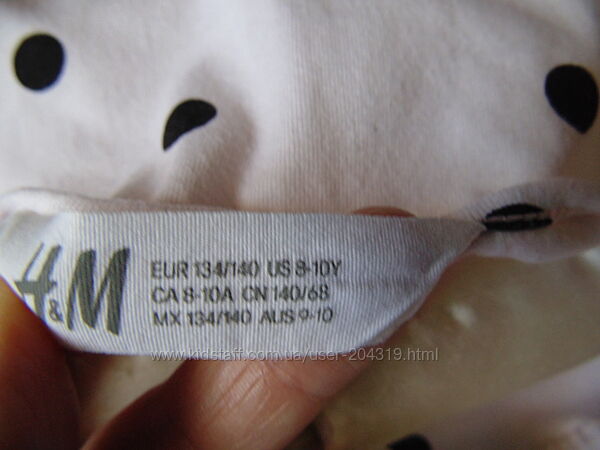 H&M
EUR 134/140 US 8-10Y
CA 8-10A CN 140/68
MX 134/140 AUS 9-10
www.kidstaff.com.ua/user-204319.html